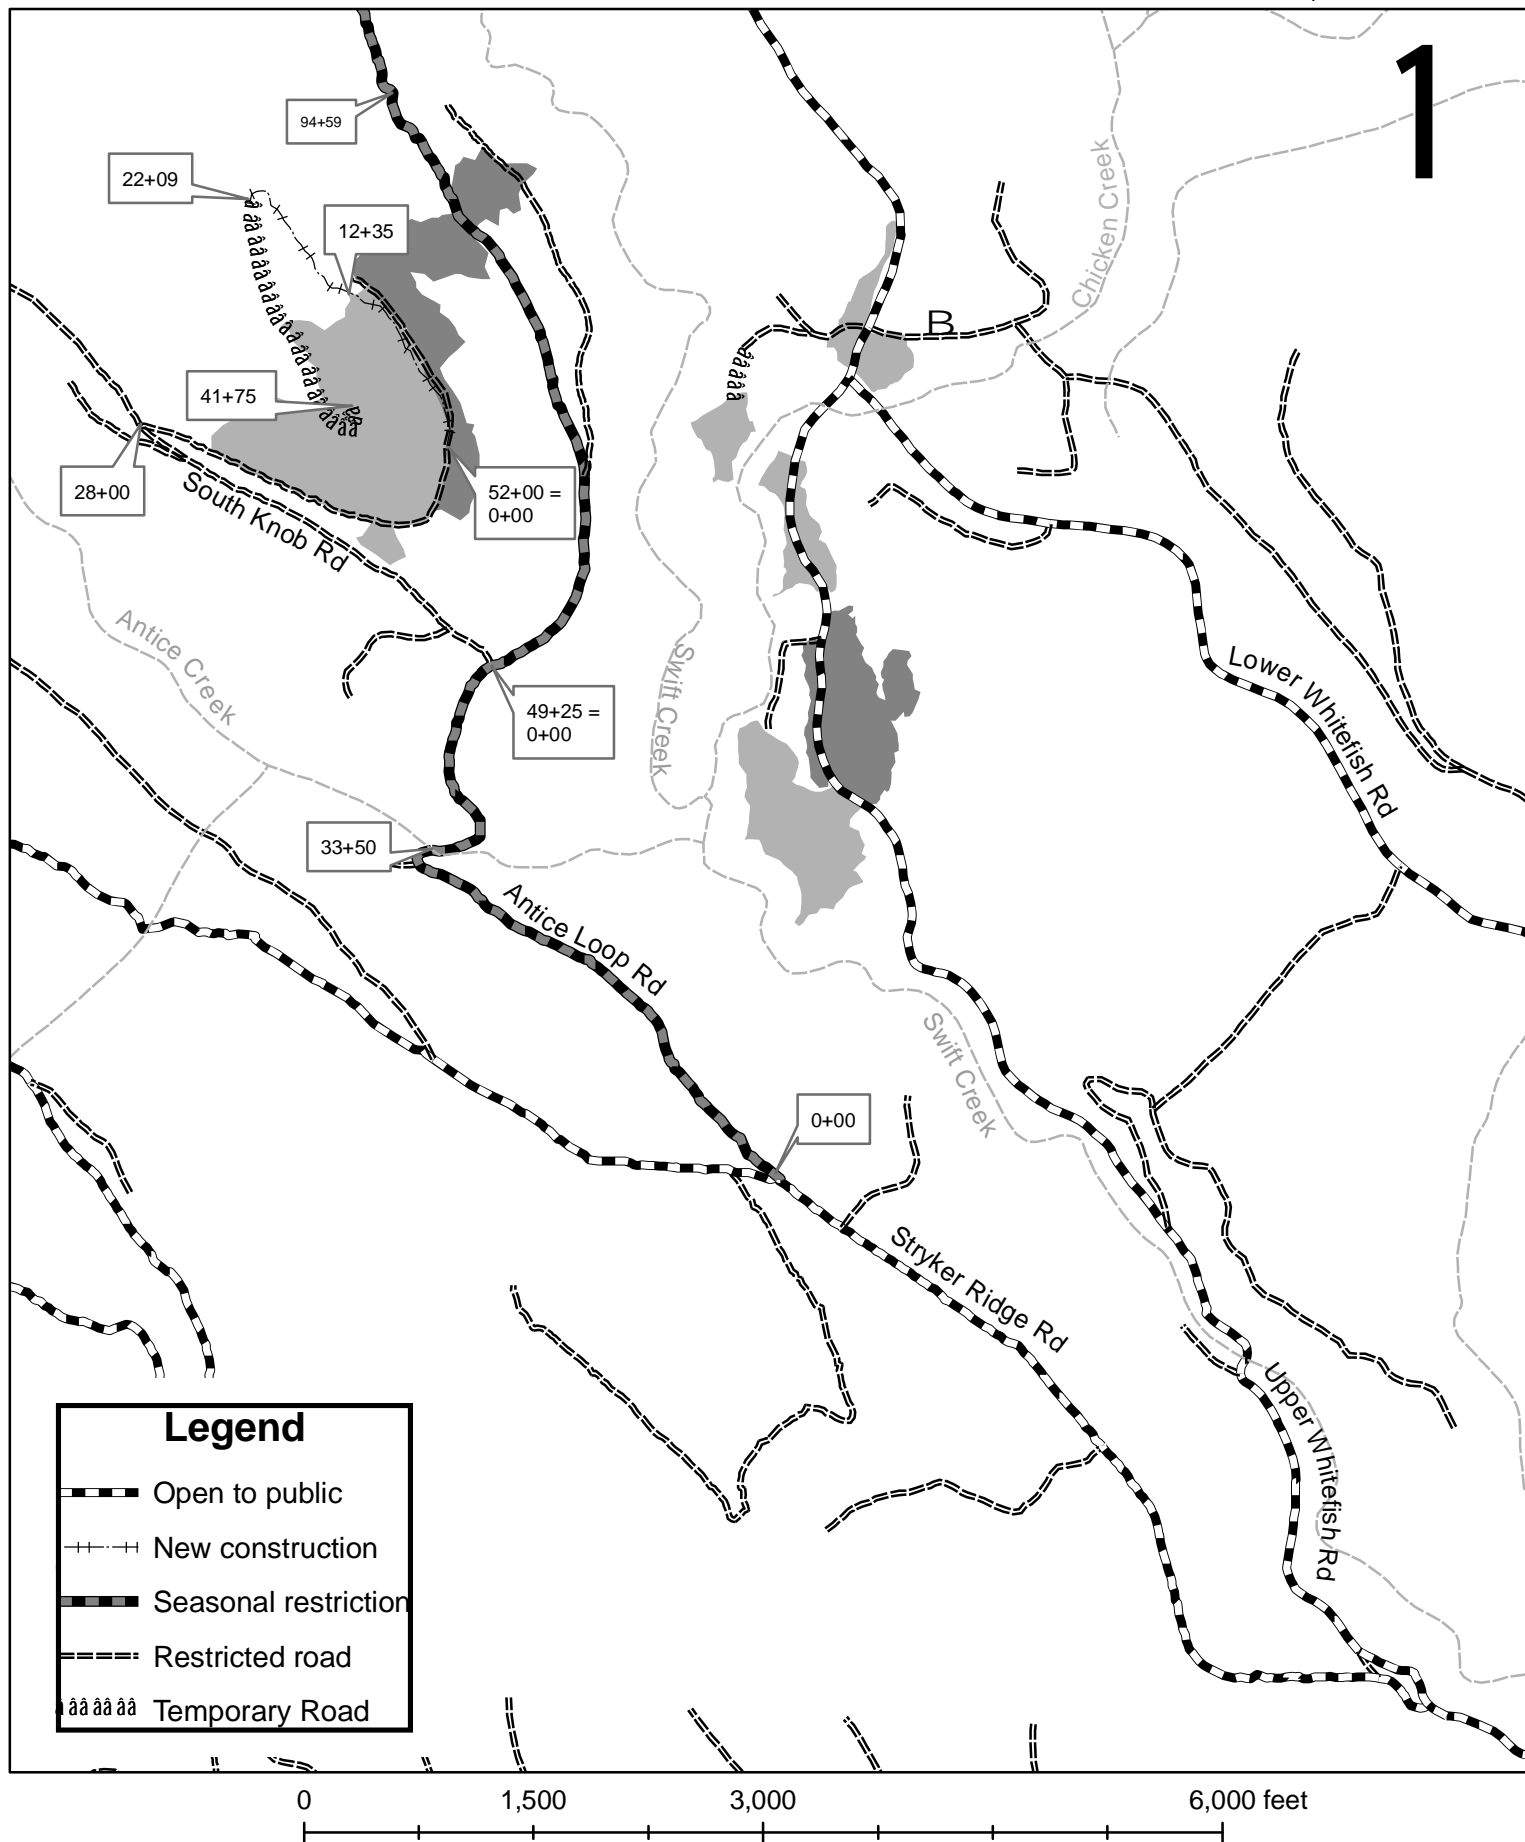 1
94+59
22+09
12+35
Chicken Creek
B
41+75
28+00
South Knob Rd
52+00 =
0+00
Antice Creek
Swift Creek
Lower Whitefish Rd
49+25 =
0+00
33+50
Antice Loop Rd
Swift Creek
0+00
Stryker Ridge Rd
Upper Whitefish Rd
Legend
Open to public
New construction
Seasonal restriction
Restricted road
Temporary Road
0 1,500 3,000 6,000 feet